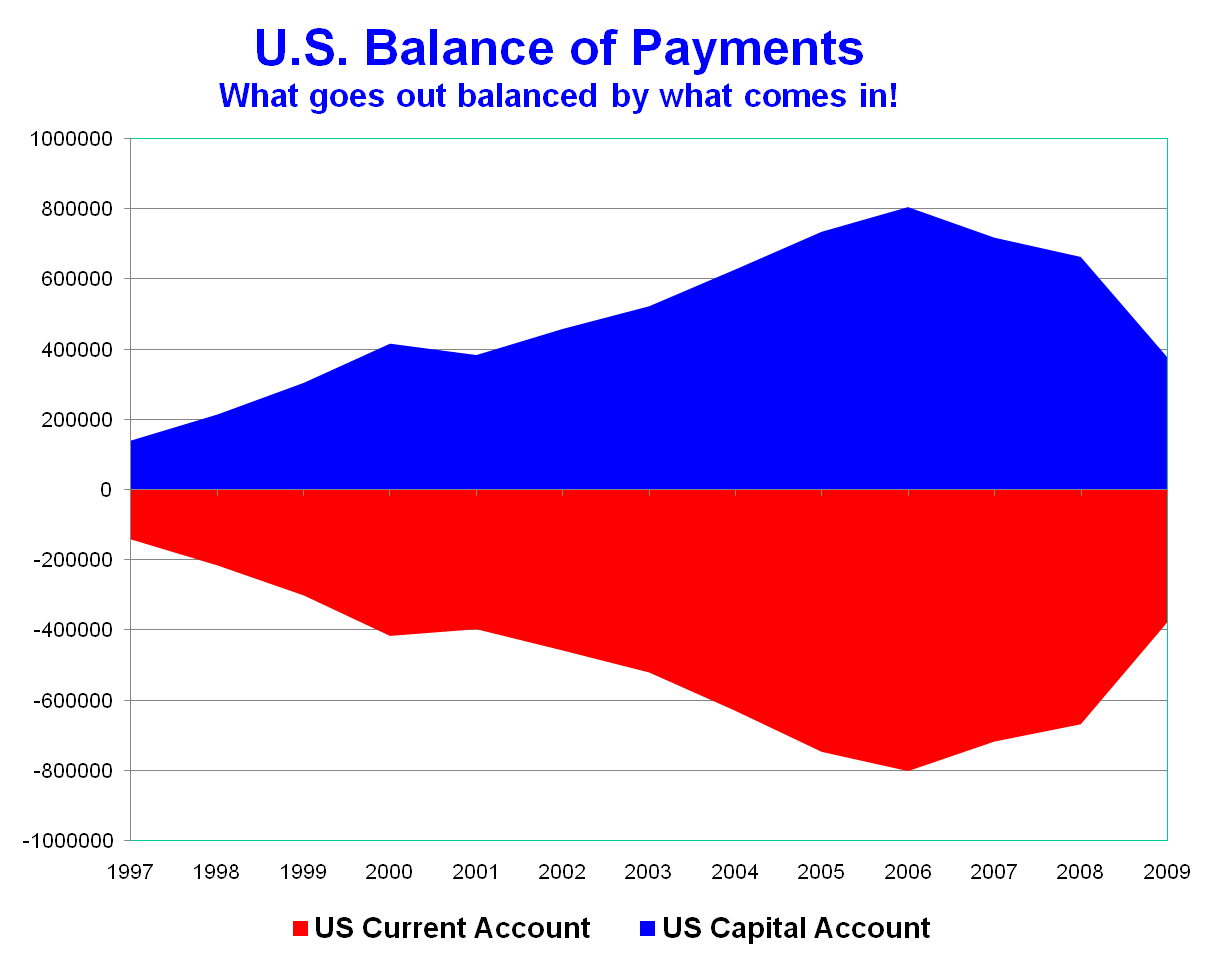 U.S. Balance of Payments
What goes out balanced by what comes in!
1000000
800000
600000
400000
200000
0
-200000
-400000
-600000
-800000
-1000000
1997 1998 1999 2000 2001 2002 2003 2004 2005 2006 2007 2008 2009
US Current Account US Capital Account